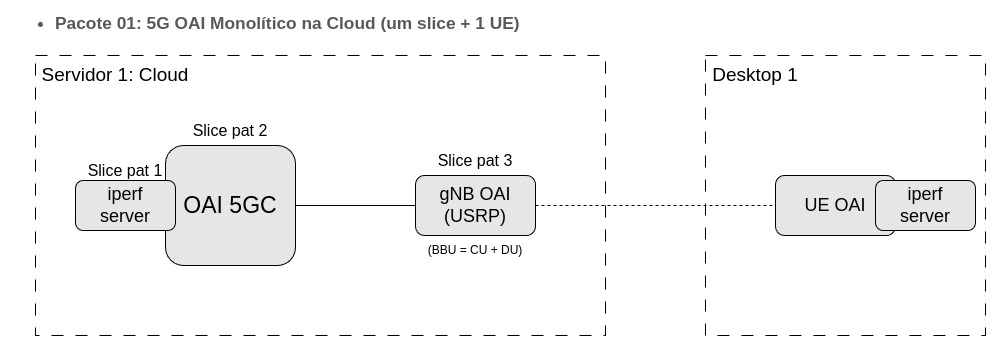 • Pacote 01: 5G OAI Monolítico na Cloud (um slice + 1 UE)
Servidor 1: Cloud
Slice pat 1
iperf
server
Slice pat 2
OAI 5GC
Slice pat 3
gNB OAI
(USRP)
(BBU = CU + DU)
Desktop 1
UE OAI
iperf
server